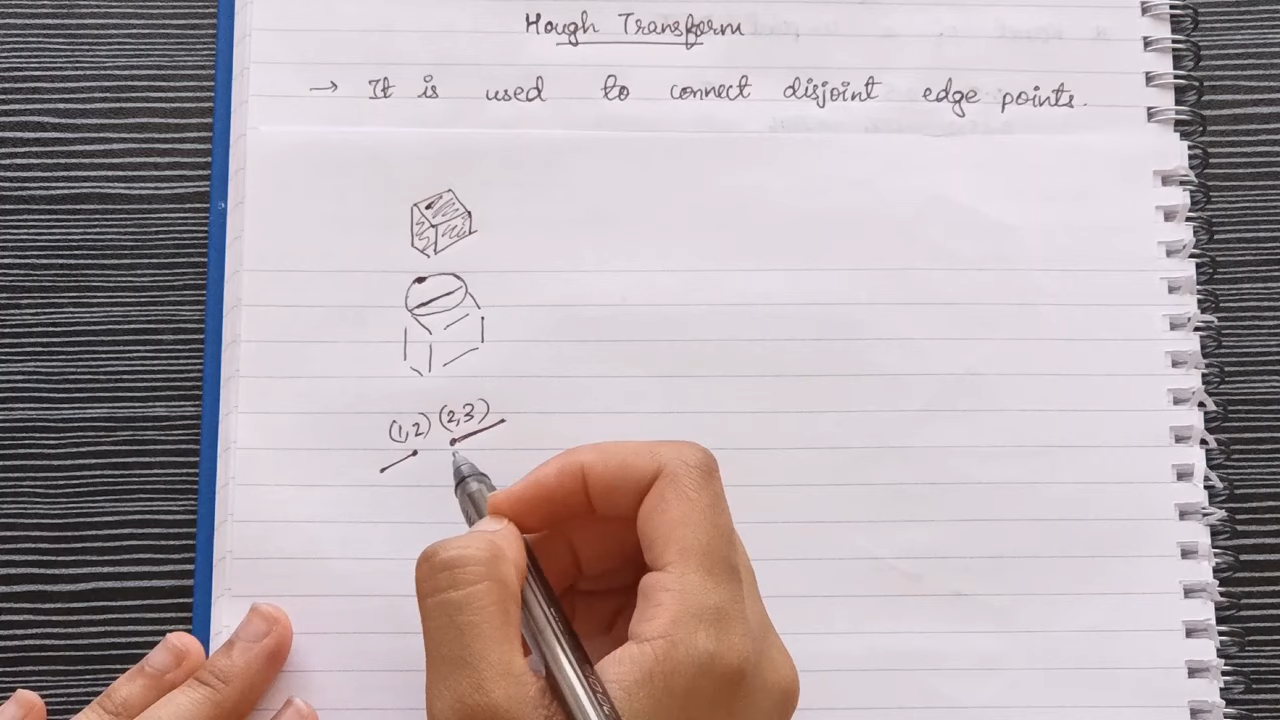 Hough Transform
→ It is used to connect disjoint edge points.
(1,2) (2,3)